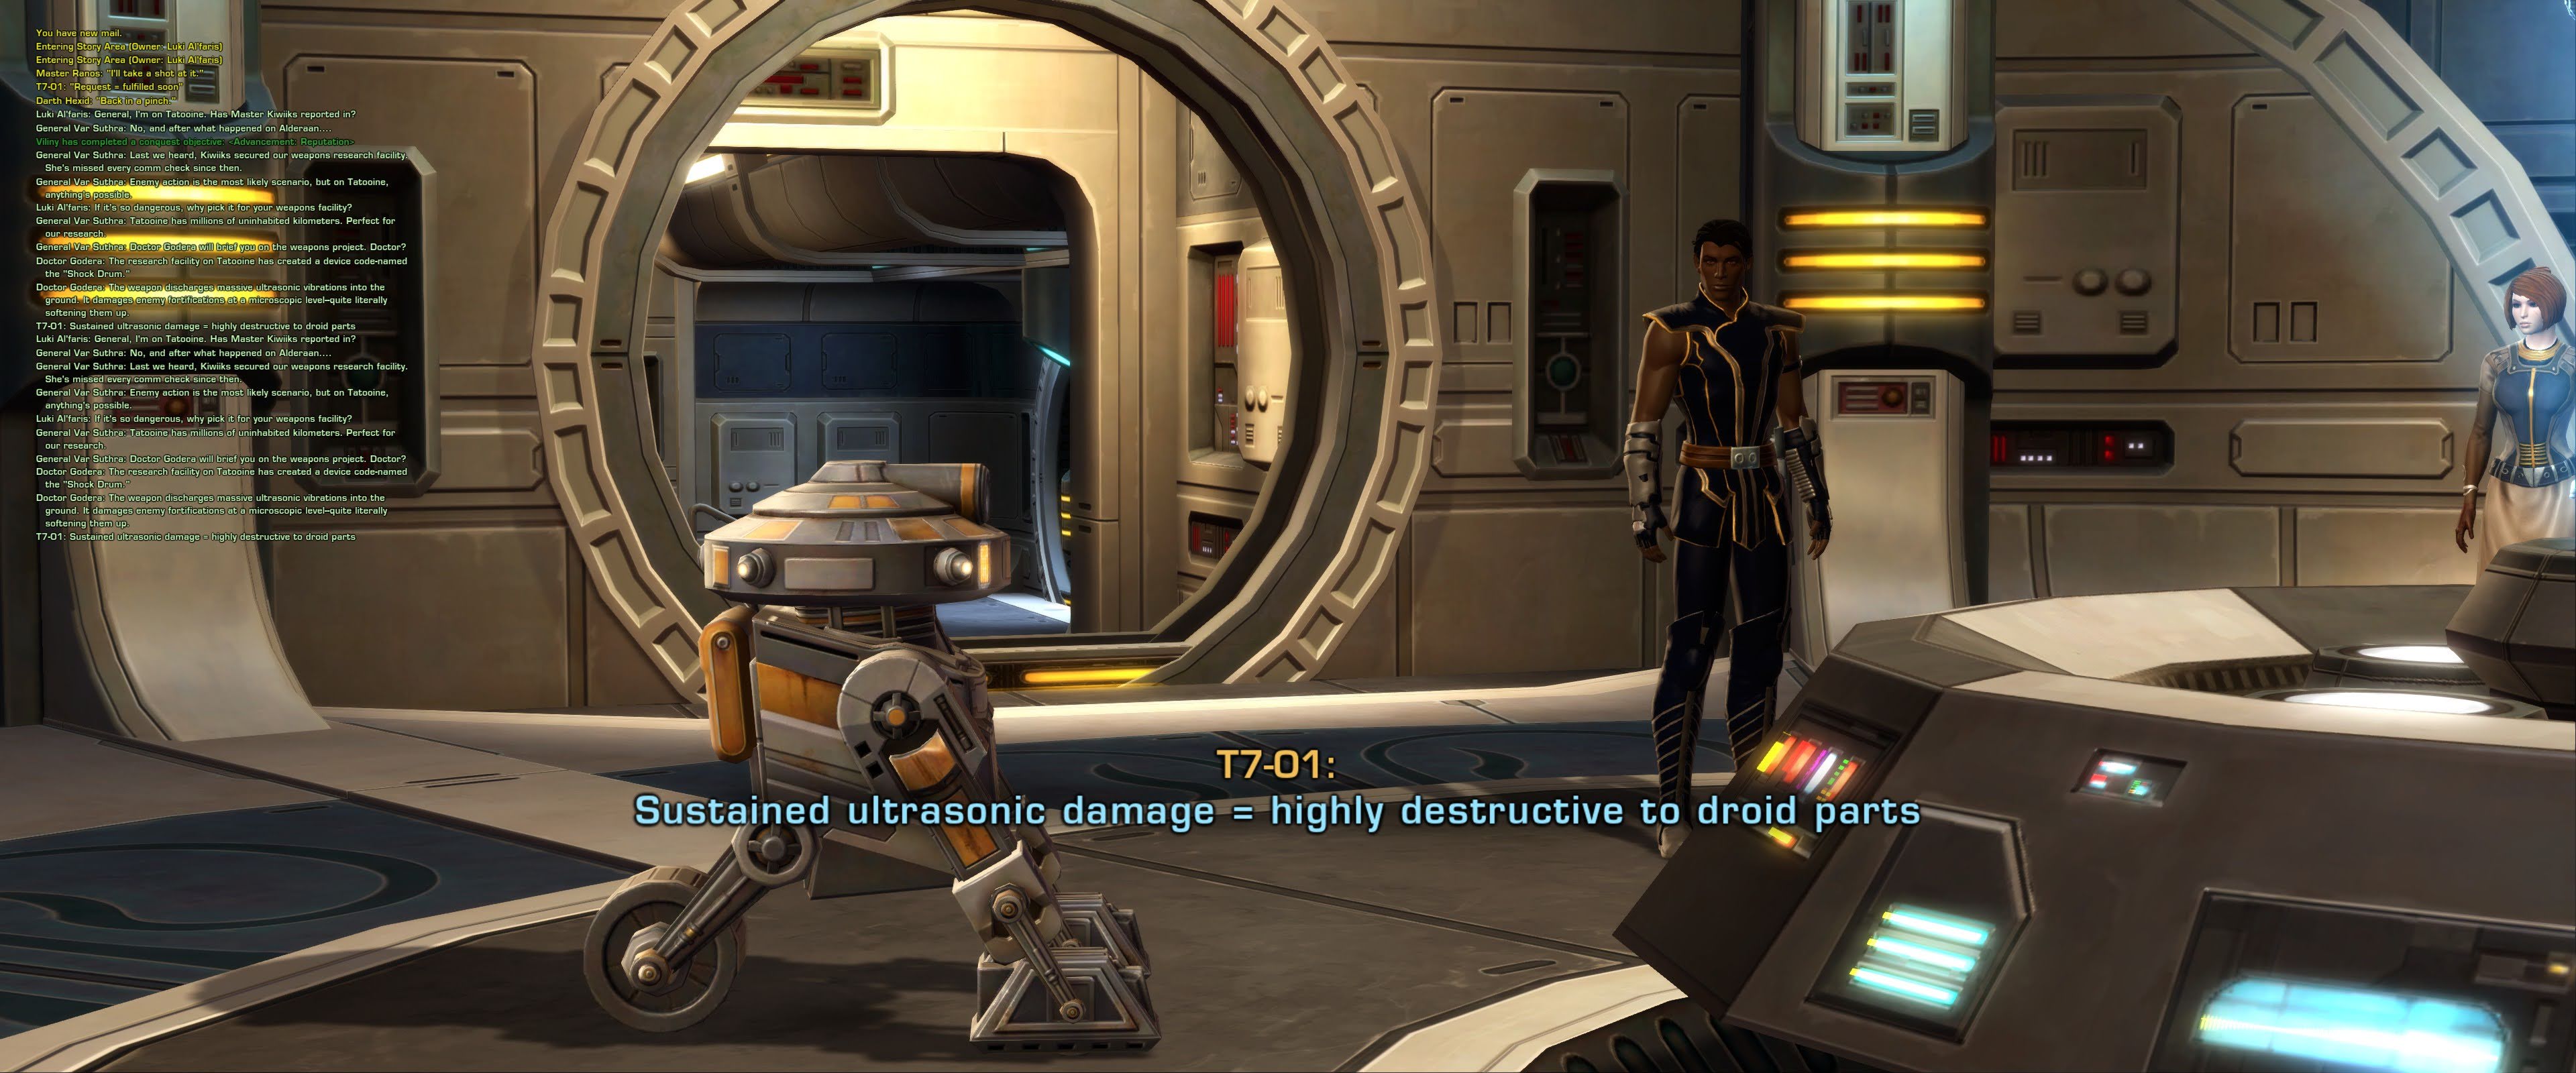 You have new mail.
Entering Story Area (Owner: Luki Al'faris)
Entering Story Area (Owner: Luki Al'faris)
Master Ranos: "I'll take a shot at it."
T7-01: "Request = fulfilled soon"
Darth Hexid: "Back in a pinch."
Luki Al'faris: General, I'm on Tatooine. Has Master Kiwiiks reported in?
General Var Suthra: No, and after what happened on Alderaan....
Viliny has completed a conquest objective: <Advancement: Reputation>
General Var Suthra: Last we heard, Kiwiiks secured our weapons research facility.
She's missed every comm check since then.
General Var Suthra: Enemy action is the most likely scenario, but on Tatooine,
anything's possible.
Luki Al'faris: If it's so dangerous, why pick it for your weapons facility?
General Var Suthra: Tatooine has millions of uninhabited kilometers. Perfect for
our research.
General Var Suthra: Doctor Godera will brief you on the weapons project. Doctor?
Doctor Godera: The research facility on Tatooine has created a device code-named
the "Shock Drum."
Doctor Godera: The weapon discharges massive ultrasonic vibrations into the
ground. It damages enemy fortifications at a microscopic level—quite literally
softening them up.
T7-01: Sustained ultrasonic damage = highly destructive to droid parts
Luki Al'faris: General, I'm on Tatooine. Has Master Kiwiiks reported in?
General Var Suthra: No, and after what happened on Alderaan....
General Var Suthra: Last we heard, Kiwiiks secured our weapons research facility.
She's missed every comm check since then.
General Var Suthra: Enemy action is the most likely scenario, but on Tatooine,
anything's possible.
Luki Al'faris: If it's so dangerous, why pick it for your weapons facility?
General Var Suthra: Tatooine has millions of uninhabited kilometers. Perfect for
our research.
General Var Suthra: Doctor Godera will brief you on the weapons project. Doctor?
Doctor Godera: The research facility on Tatooine has created a device code-named
the "Shock Drum."
Doctor Godera: The weapon discharges massive ultrasonic vibrations into the
ground. It damages enemy fortifications at a microscopic level—quite literally
softening them up.
T7-01: Sustained ultrasonic damage = highly destructive to droid parts
T7-01:
Sustained ultrasonic damage = highly destructive to droid parts